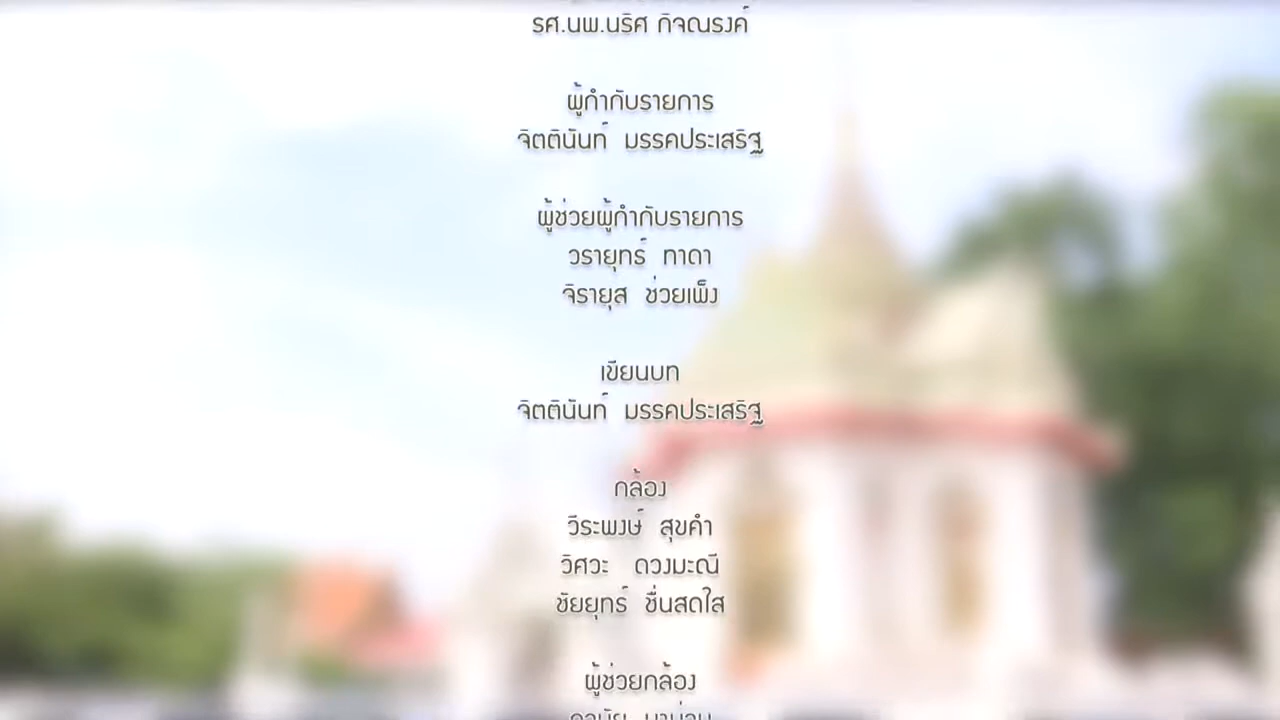 รศ.นพ.นริศ กิจณรงค์
ผู้กำกับรายการ
จิตตินันท์ มรรคประเสริฐ
ผู้ช่วยผู้กำกับรายการ
วรายุทธ์ ทาดา
จิรายุส ช่วยเพ็ง
เขียนบท
จิตตินันท์ มรรคประเสริฐ
กล้อง
วีระพงษ์ สุขคำ
วิศวะ ดวงมะณี
ชัยยุทธ์ ชื่นสดใส
ผู้ช่วยกล้อง